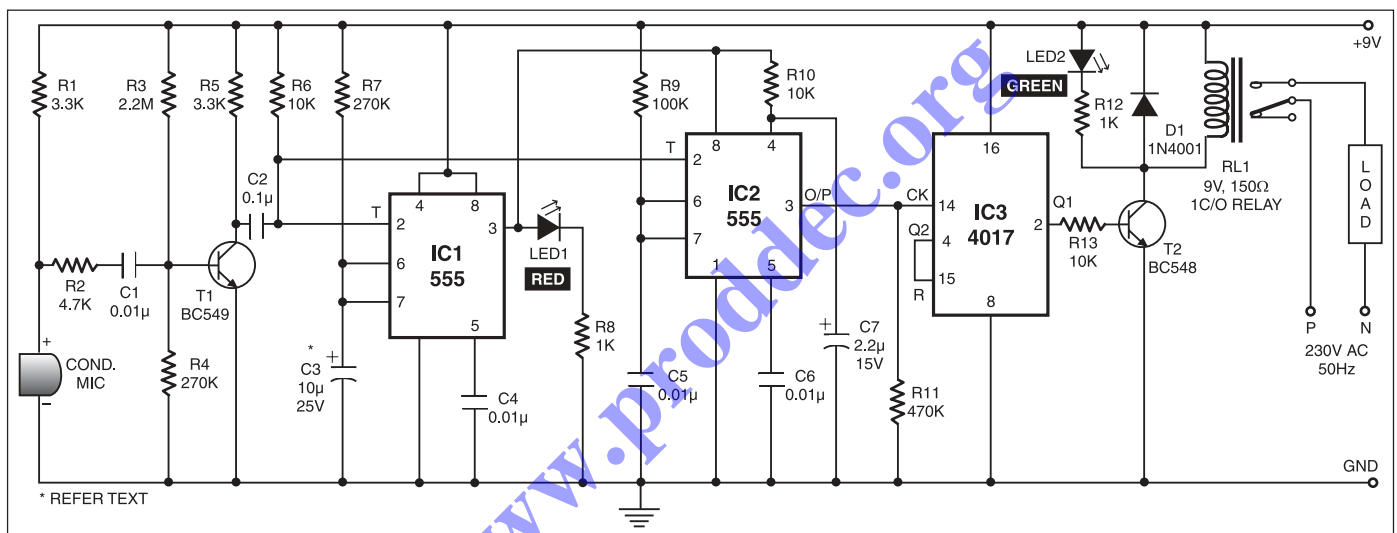 +9V
R1
3.3K
R3
2.2M
R5
3.3K
R6
10K
R7
270K
R9
100K
R10
10K
LED2
GREEN
R12
1K
D1
1N4001
RL1
9V, 150Ω
1C/O RELAY
LOAD
C2
0.1µ
T
2
4
8
3
6
7
5
IC1
555
LED1
RED
R8
1K
T
2
8
4
6
7
3
1
5
IC2
555
O/P
CK
14
16
Q2
4
15
R
2
8
IC3
4017
Q1
R13
10K
T2
BC548
R2
4.7K
C1
0.01µ
T1
BC549
COND.
MIC
+
–
R4
270K
*
+
C3
10µ
25V
C4
0.01µ
C5
0.01µ
C6
0.01µ
+
C7
2.2µ
15V
R11
470K
P
N
230V AC
50Hz
GND
* REFER TEXT
www.proddec.org